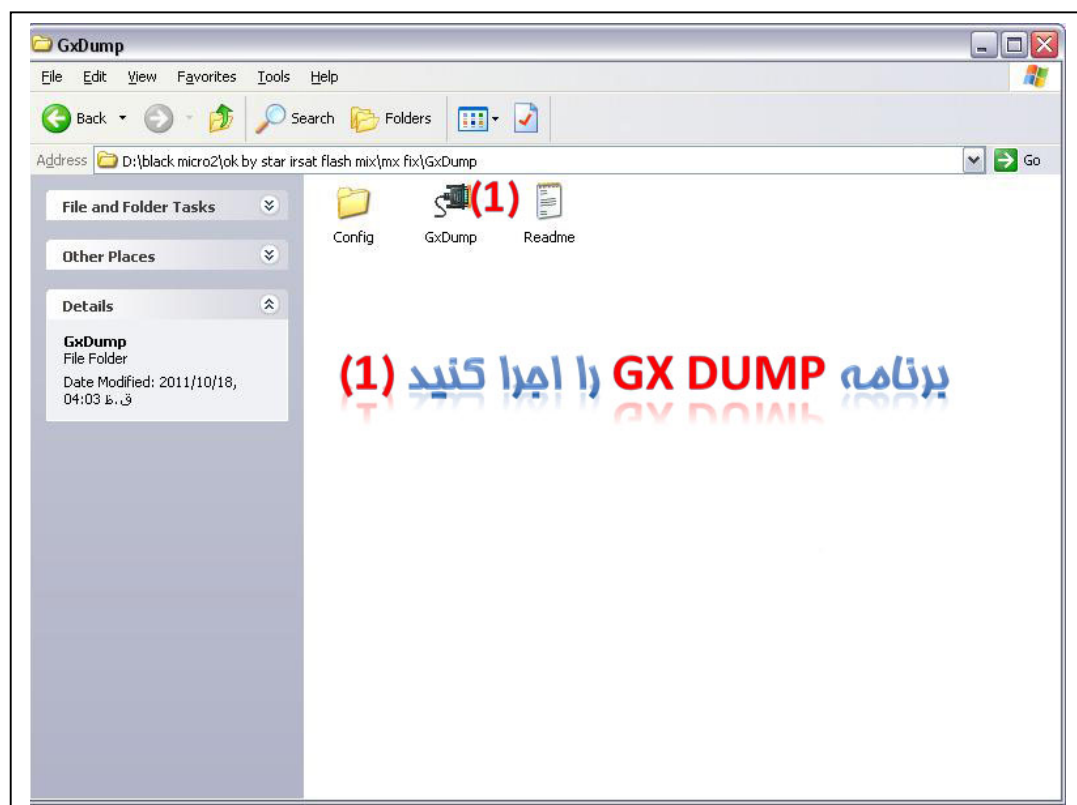 GxDump
File Edit View Favorites Tools Help
Back Search Folders
Address D:\black micro2\ok by star irsat flash mix\mx fix\GxDump Go
File and Folder Tasks
Other Places
Details
GxDump
File Folder
Date Modified: 2011/10/18,
04:03 ق.ظ
(1)
Config GxDump Readme
برنامه GX DUMP را اجرا کنید (1)